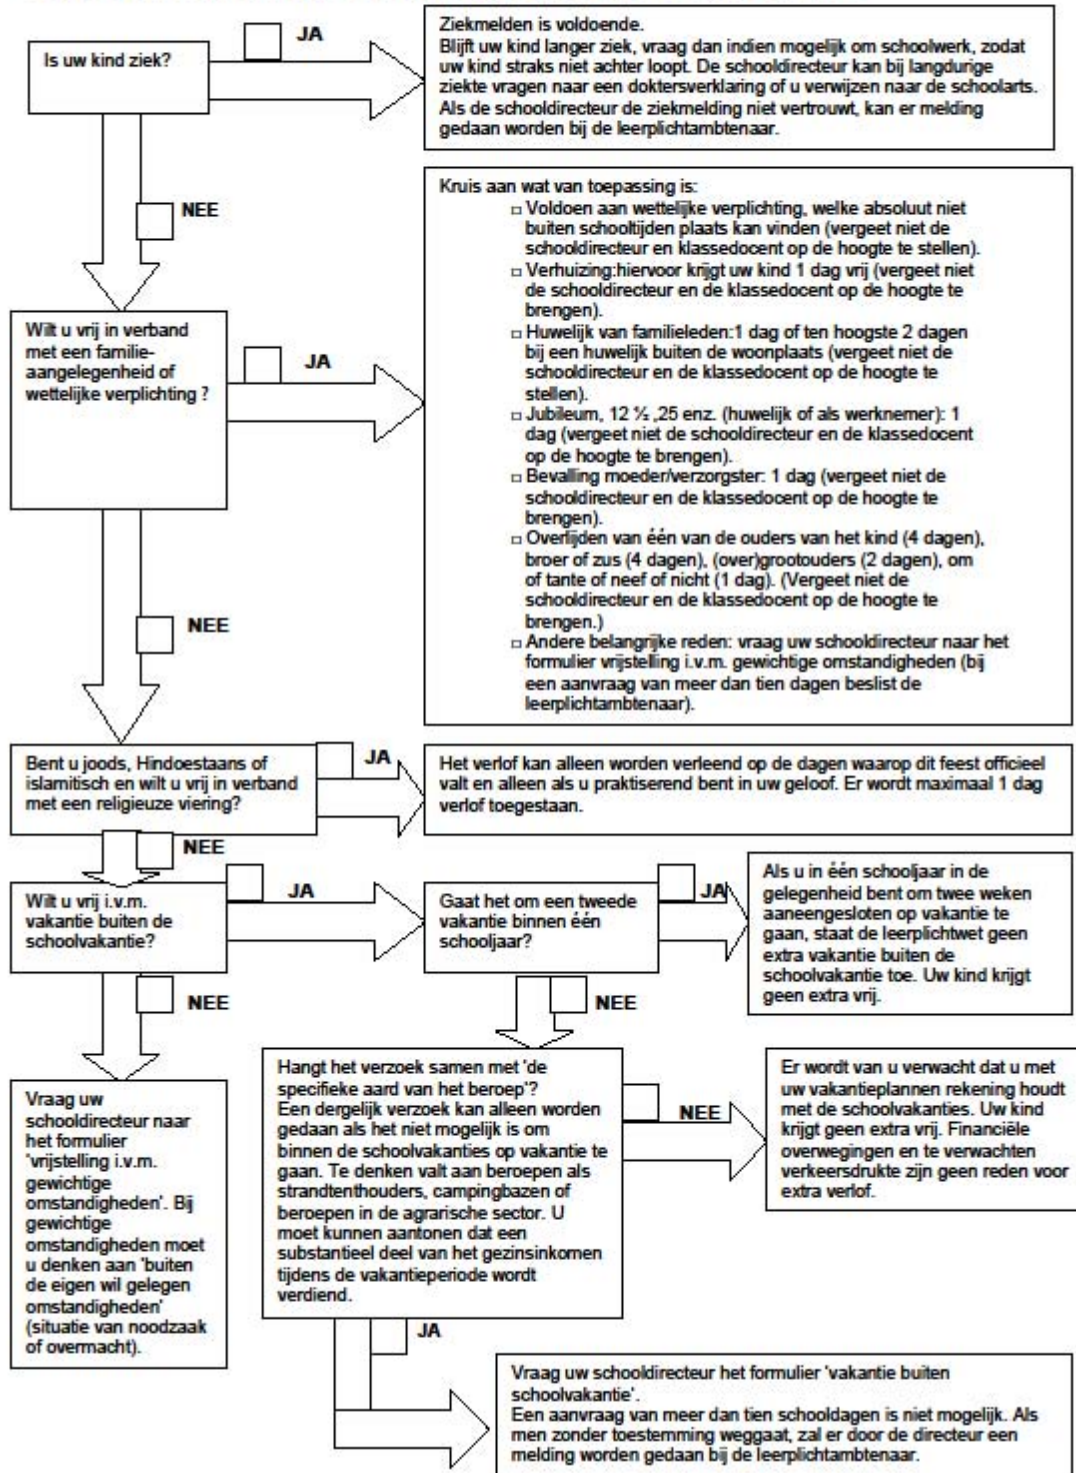 Is uw kind ziek?
JA
Ziekmelden is voldoende.
Blijft uw kind langer ziek, vraag dan indien mogelijk om schoolwerk, zodat
uw kind straks niet achter loopt. De schooldirecteur kan bij langdurige
ziekte vragen naar een doktersverklaring of u verwijzen naar de schoolarts.
Als de schooldirecteur de ziekmelding niet vertrouwt, kan er melding
gedaan worden bij de leerplichtambtenaar.
NEE
Wilt u vrij in verband
met een familie-
aangelegenheid of
wettelijke verplichting ?
JA
Kruis aan wat van toepassing is:
□ Voldoen aan wettelijke verplichting, welke absoluut niet
buiten schooltijden plaats kan vinden (vergeet niet de
schooldirecteur en klassedocent op de hoogte te stellen).
□ Verhuizing:hiervoor krijgt uw kind 1 dag vrij (vergeet niet
de schooldirecteur en de klassedocent op de hoogte te
brengen).
□ Huwelijk van familieleden:1 dag of ten hoogste 2 dagen
bij een huwelijk buiten de woonplaats (vergeet niet de
schooldirecteur en de klassedocent op de hoogte te
stellen).
□ Jubileum, 12 ½ ,25 enz. (huwelijk of als werknemer): 1
dag (vergeet niet de schooldirecteur en de klassedocent
op de hoogte te brengen).
□ Bevalling moeder/verzorgster: 1 dag (vergeet niet de
schooldirecteur en de klassedocent op de hoogte te
brengen).
□ Overlijden van één van de ouders van het kind (4 dagen),
broer of zus (4 dagen), (over)grootouders (2 dagen), om
of tante of neef of nicht (1 dag). (Vergeet niet de
schooldirecteur en de klassedocent op de hoogte te
brengen.)
□ Andere belangrijke reden: vraag uw schooldirecteur naar het
formulier vrijstelling i.v.m. gewichtige omstandigheden (bij
een aanvraag van meer dan tien dagen beslist de
leerplichtambtenaar).
NEE
Bent u joods, Hindoestaans of
islamitisch en wilt u vrij in verband
met een religieuze viering?
JA
Het verlof kan alleen worden verleend op de dagen waarop dit feest officieel
valt en alleen als u praktiserend bent in uw geloof. Er wordt maximaal 1 dag
verlof toegestaan.
NEE
Wilt u vrij i.v.m.
vakantie buiten de
schoolvakantie?
JA
Gaat het om een tweede
vakantie binnen één
schooljaar?
JA
Als u in één schooljaar in de
gelegenheid bent om twee weken
aaneengesloten op vakantie te
gaan, staat de leerplichtwet geen
extra vakantie buiten de
schoolvakantie toe. Uw kind krijgt
geen extra vrij.
NEE
NEE
Vraag uw
schooldirecteur naar
het formulier
'vrijstelling i.v.m.
gewichtige
omstandigheden'. Bij
gewichtige
omstandigheden moet
u denken aan 'buiten
de eigen wil gelegen
omstandigheden'
(situatie van noodzaak
of overmacht).
Hangt het verzoek samen met 'de
specifieke aard van het beroep'?
Een dergelijk verzoek kan alleen worden
gedaan als het niet mogelijk is om
binnen de schoolvakanties op vakantie te
gaan. Te denken valt aan beroepen als
strandtenthouders, campingbazen of
beroepen in de agrarische sector. U
moet kunnen aantonen dat een
substantieel deel van het gezinsinkomen
tijdens de vakantieperiode wordt
verdiend.
NEE
Er wordt van u verwacht dat u met
uw vakantieplannen rekening houdt
met de schoolvakanties. Uw kind
krijgt geen extra vrij. Financiële
overwegingen en te verwachten
verkeersdrukte zijn geen reden voor
extra verlof.
JA
Vraag uw schooldirecteur het formulier 'vakantie buiten
schoolvakantie'.
Een aanvraag van meer dan tien schooldagen is niet mogelijk. Als
men zonder toestemming weggaat, zal er door de directeur een
melding worden gedaan bij de leerplichtambtenaar.